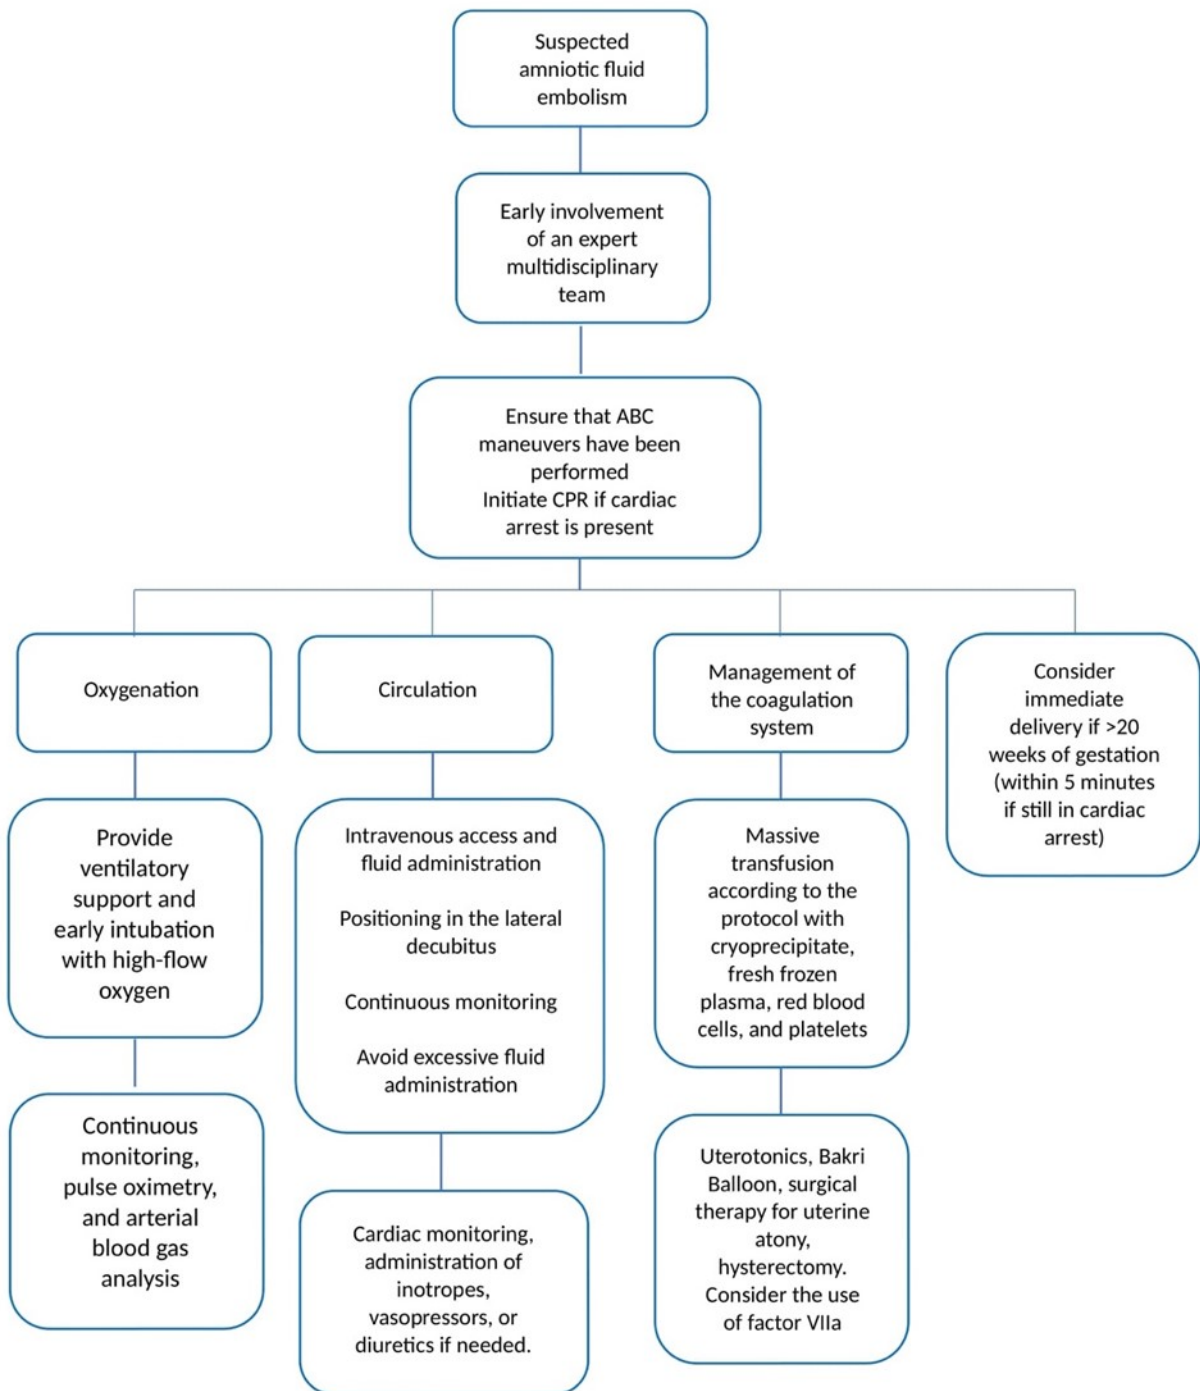 Suspected
amniotic fluid
embolism
Early involvement
of an expert
multidisciplinary
team
Ensure that ABC
maneuvers have been
performed
Initiate CPR if cardiac
arrest is present
Oxygenation
Circulation
Management of
the coagulation
system
Consider
immediate
delivery if >20
weeks of gestation
(within 5 minutes
if still in cardiac
arrest)
Provide
ventilatory
support and
early intubation
with high-flow
oxygen
Intravenous access and
fluid administration
Positioning in the lateral
decubitus
Continuous monitoring
Avoid excessive fluid
administration
Massive
transfusion
according to the
protocol with
cryoprecipitate,
fresh frozen
plasma, red blood
cells, and platelets
Continuous
monitoring,
pulse oximetry,
and arterial
blood gas
analysis
Cardiac monitoring,
administration of
inotropes,
vasopressors, or
diuretics if needed.
Uterotonics, Bakri
Balloon, surgical
therapy for uterine
atony,
hysterectomy.
Consider the use
of factor VIIa